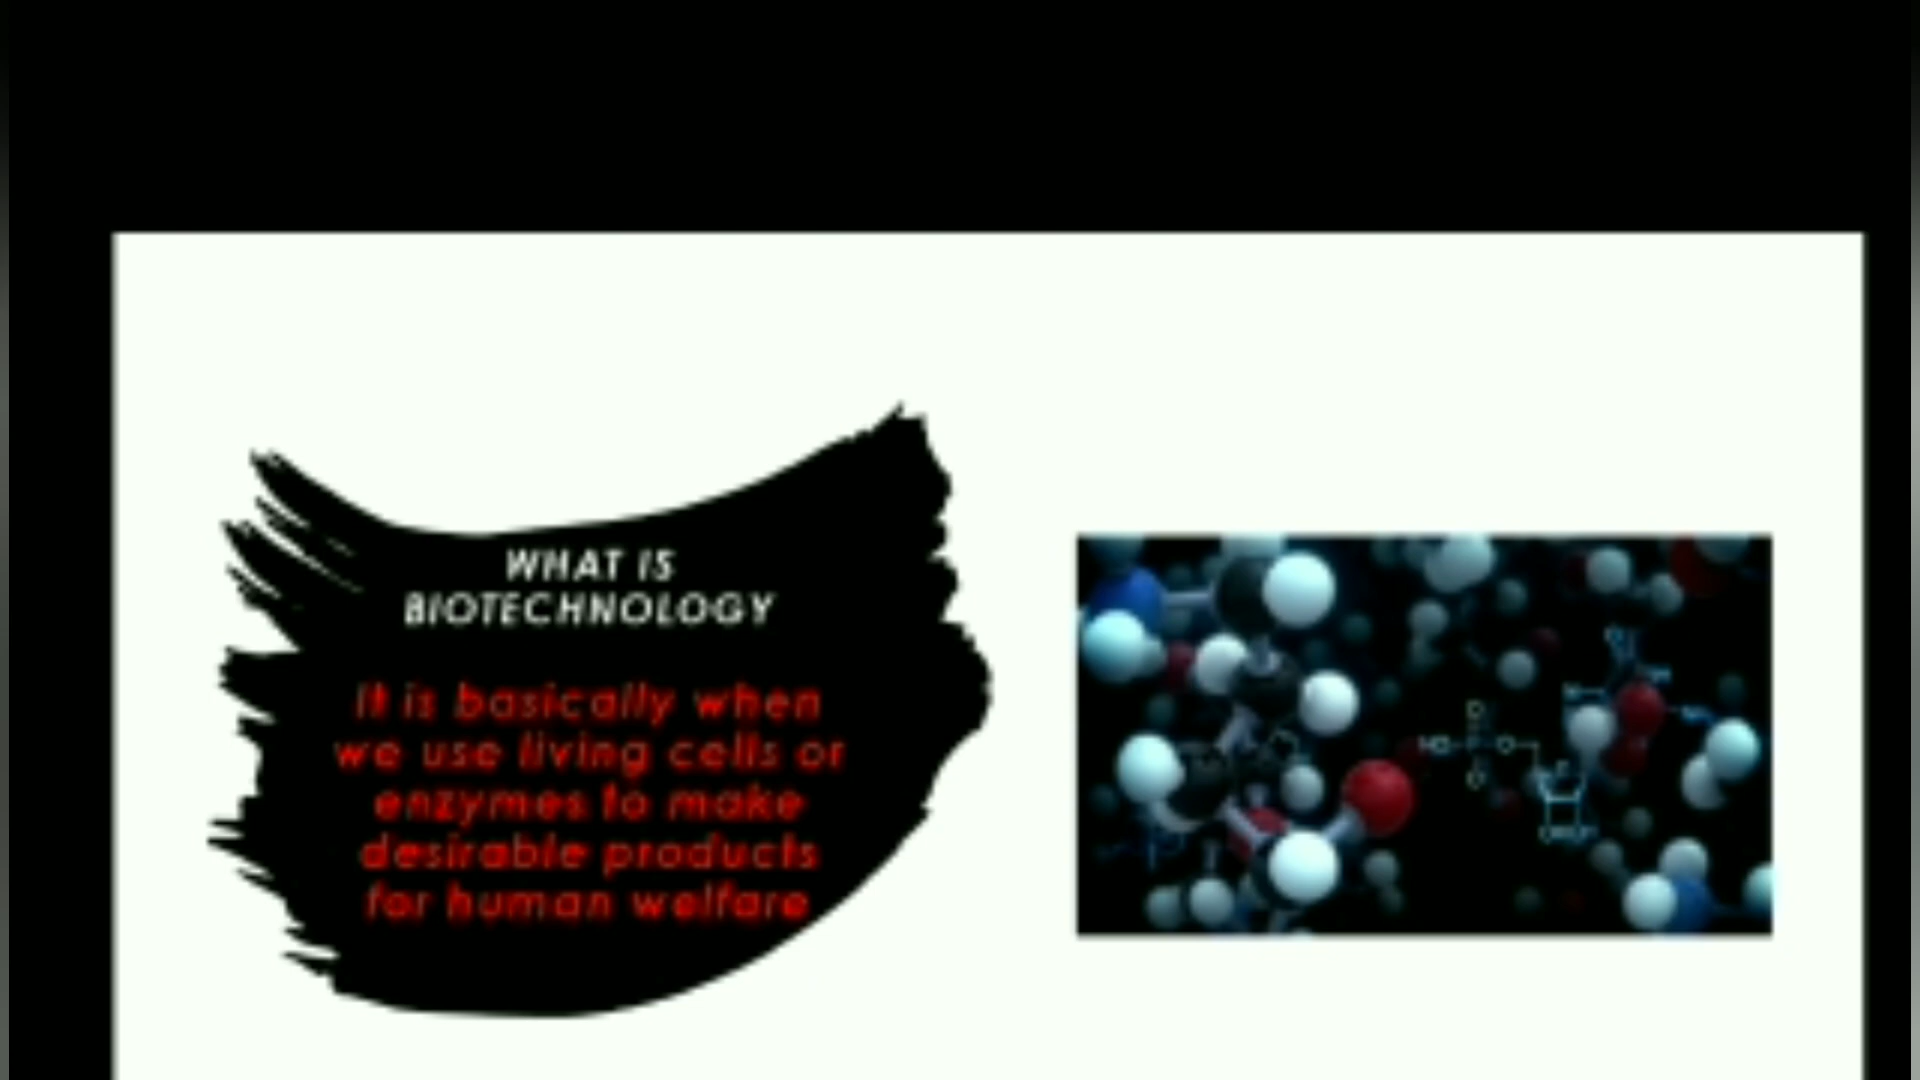 WHAT IS
BIOTECHNOLOGY
It is basically when
we use living cells or
enzymes to make
desirable products
for human welfare
HO
O
O
O